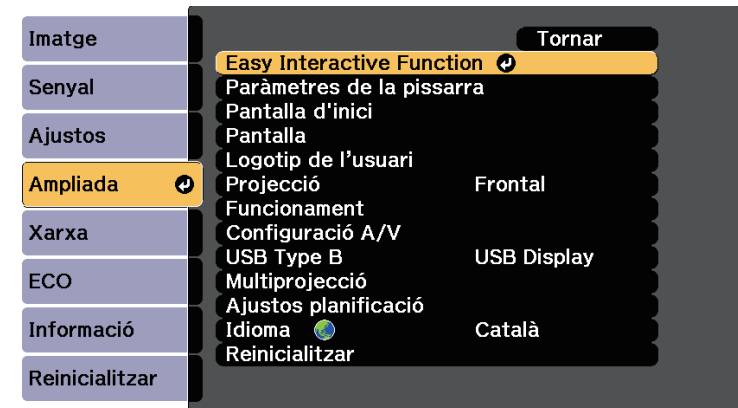 Imatge
Senyal
Ajustos
Ampliada
Xarxa
ECO
Informació
Reinicialitzar
Tornar
Easy Interactive Function
Paràmetres de la pissarra
Pantalla d'inici
Pantalla
Logotip de l’usuari
Projecció Frontal
Funcionament
Configuració A/V
USB Type B USB Display
Multiprojecció
Ajustos planificació
Idioma Català
Reinicialitzar